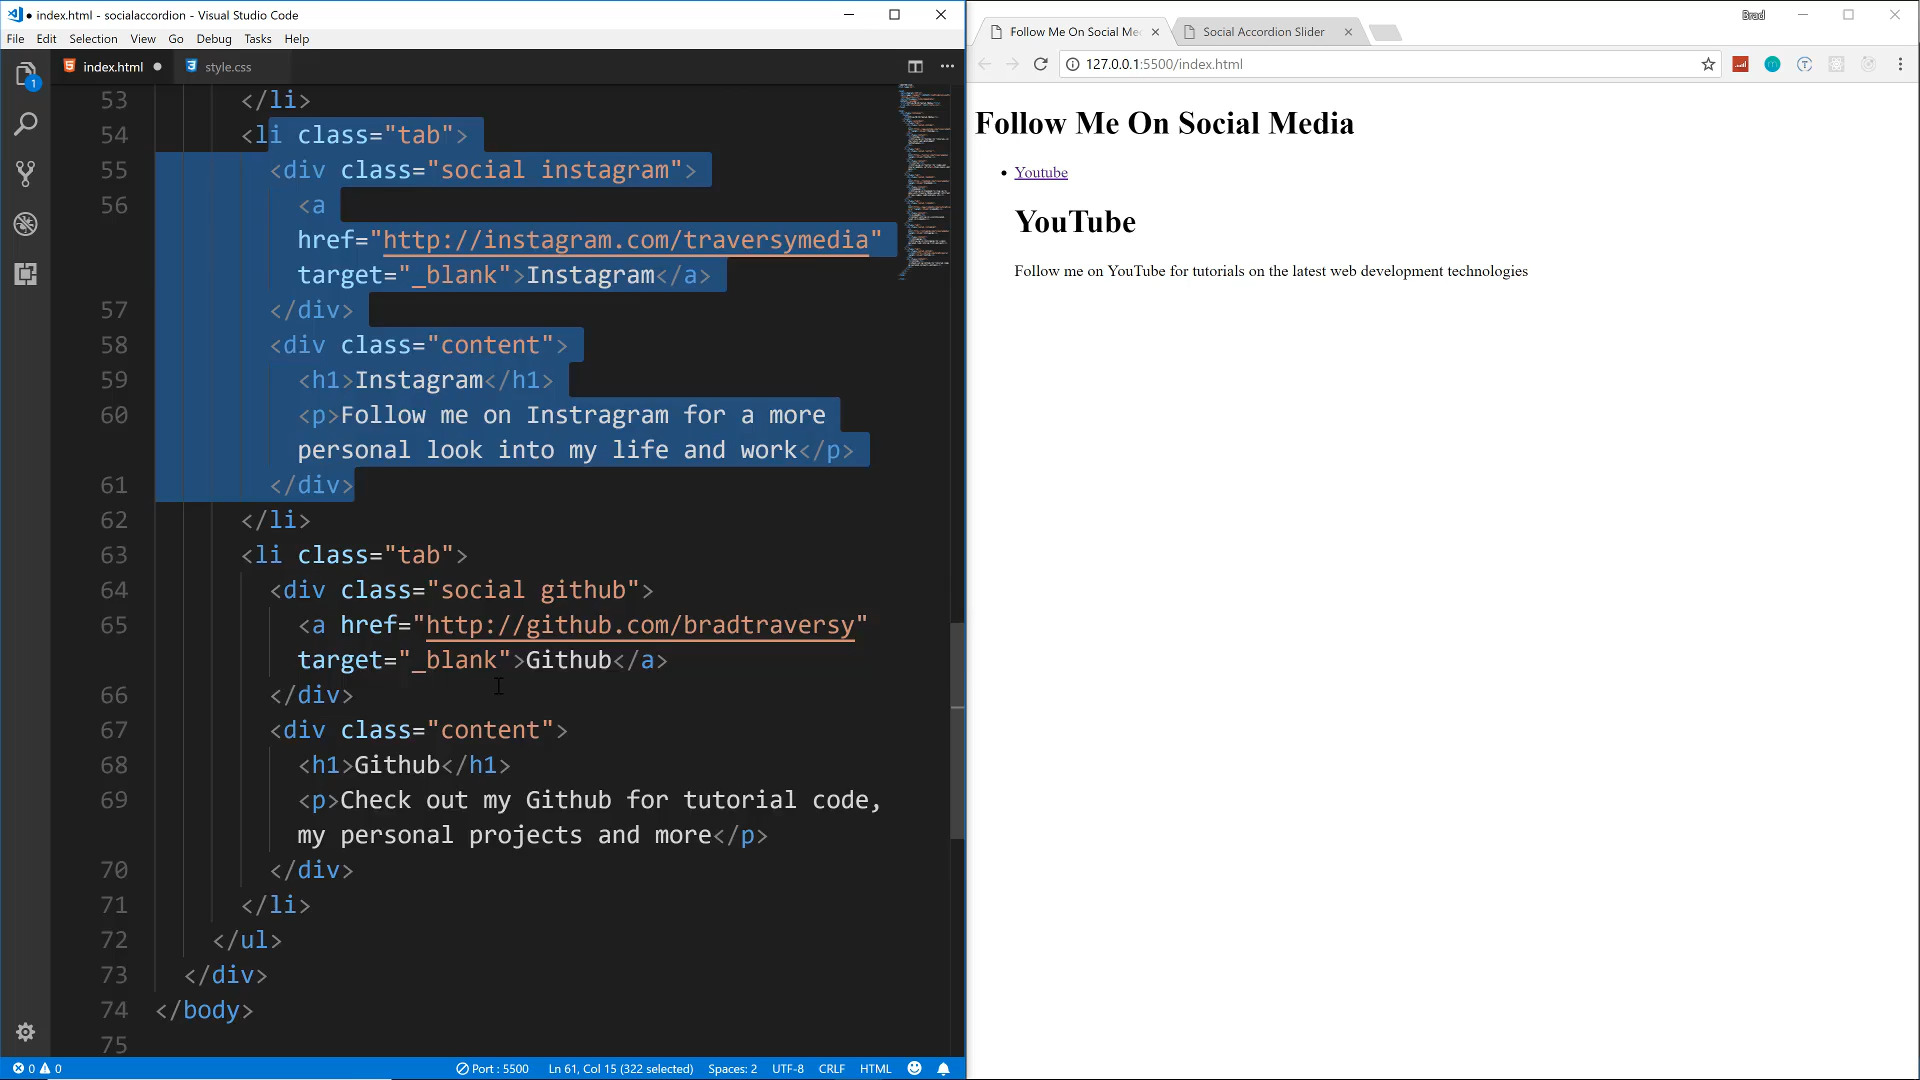 index.html - socialaccordion - Visual Studio Code
File Edit Selection View Go Debug Tasks Help
1
index.html
style.css
53 </li>
54 <li class="tab">
55 <div class="social instagram">
56 <a
href="http://instagram.com/traversymedia"
target="_blank">Instagram</a>
57 </div>
58 <div class="content">
59 <h1>Instagram</h1>
60 <p>Follow me on Instragram for a more
personal look into my life and work</p>
61 </div>
62 </li>
63 <li class="tab">
64 <div class="social github">
65 <a href="http://github.com/bradtraversy"
target="_blank">Github</a>
66 </div>
67 <div class="content">
68 <h1>Github</h1>
69 <p>Check out my Github for tutorial code,
my personal projects and more</p>
70 </div>
71 </li>
72 </ul>
73 </div>
74 </body>
75
0 0 Port : 5500 Ln 61, Col 15 (322 selected) Spaces: 2 UTF-8 CRLF HTML
Brad
Follow Me On Social Me
Social Accordion Slider
127.0.0.1:5500/index.html
Follow Me On Social Media
Youtube
YouTube
Follow me on YouTube for tutorials on the latest web development technologies